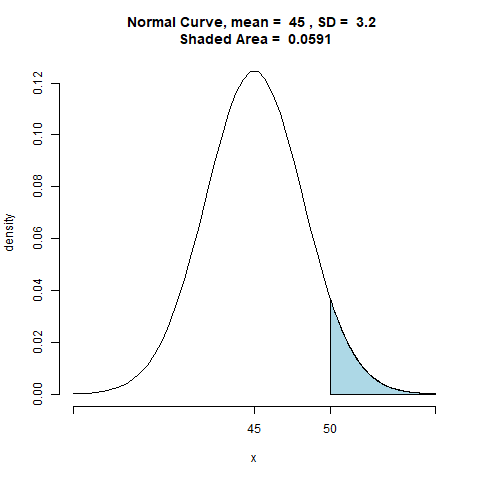 Normal Curve, mean =  45 , SD =  3.2
Shaded Area =  0.0591
density
0.12
0.10
0.08
0.06
0.04
0.02
0.00
45
50
x